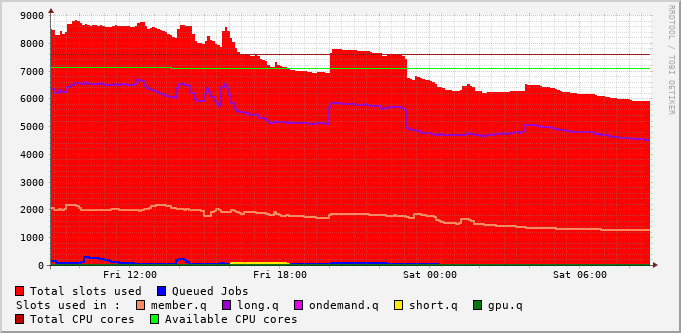 9000
8000
7000
6000
5000
4000
3000
2000
1000
0
Fri 12:00 Fri 18:00 Sat 00:00 Sat 06:00
RRDTOOL / TOBI OETIKER
Total slots used Queued Jobs
Slots used in : member.q long.q ondemand.q short.q gpu.q
Total CPU cores Available CPU cores